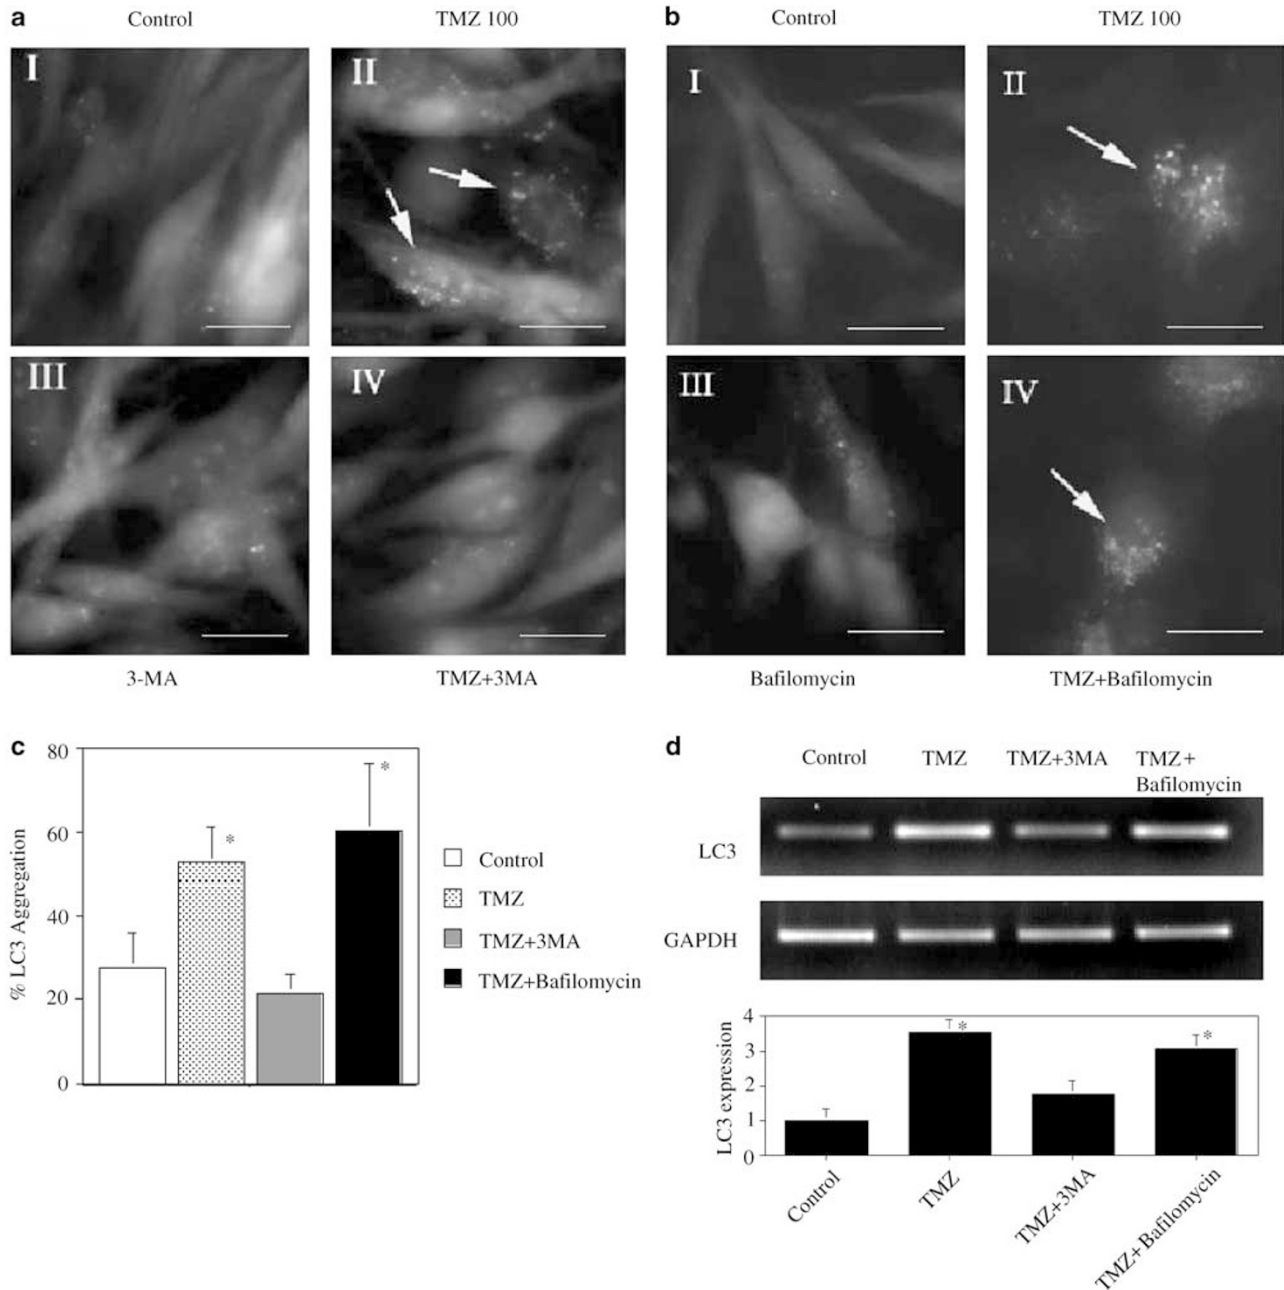 a
Control
TMZ 100
I
II
III
IV
3-MA
TMZ+3MA
b
Control
TMZ 100
I
II
III
IV
Bafilomycin
TMZ+Bafilomycin
c
% LC3 Aggregation
80
60
40
20
0
*
*
Control
TMZ
TMZ+3MA
TMZ+Bafilomycin
d
Control
TMZ
TMZ+3MA
TMZ+
Bafilomycin
LC3
GAPDH
LC3 expression
4
3
2
1
0
*
*
Control
TMZ
TMZ+3MA
TMZ+Bafilomycin